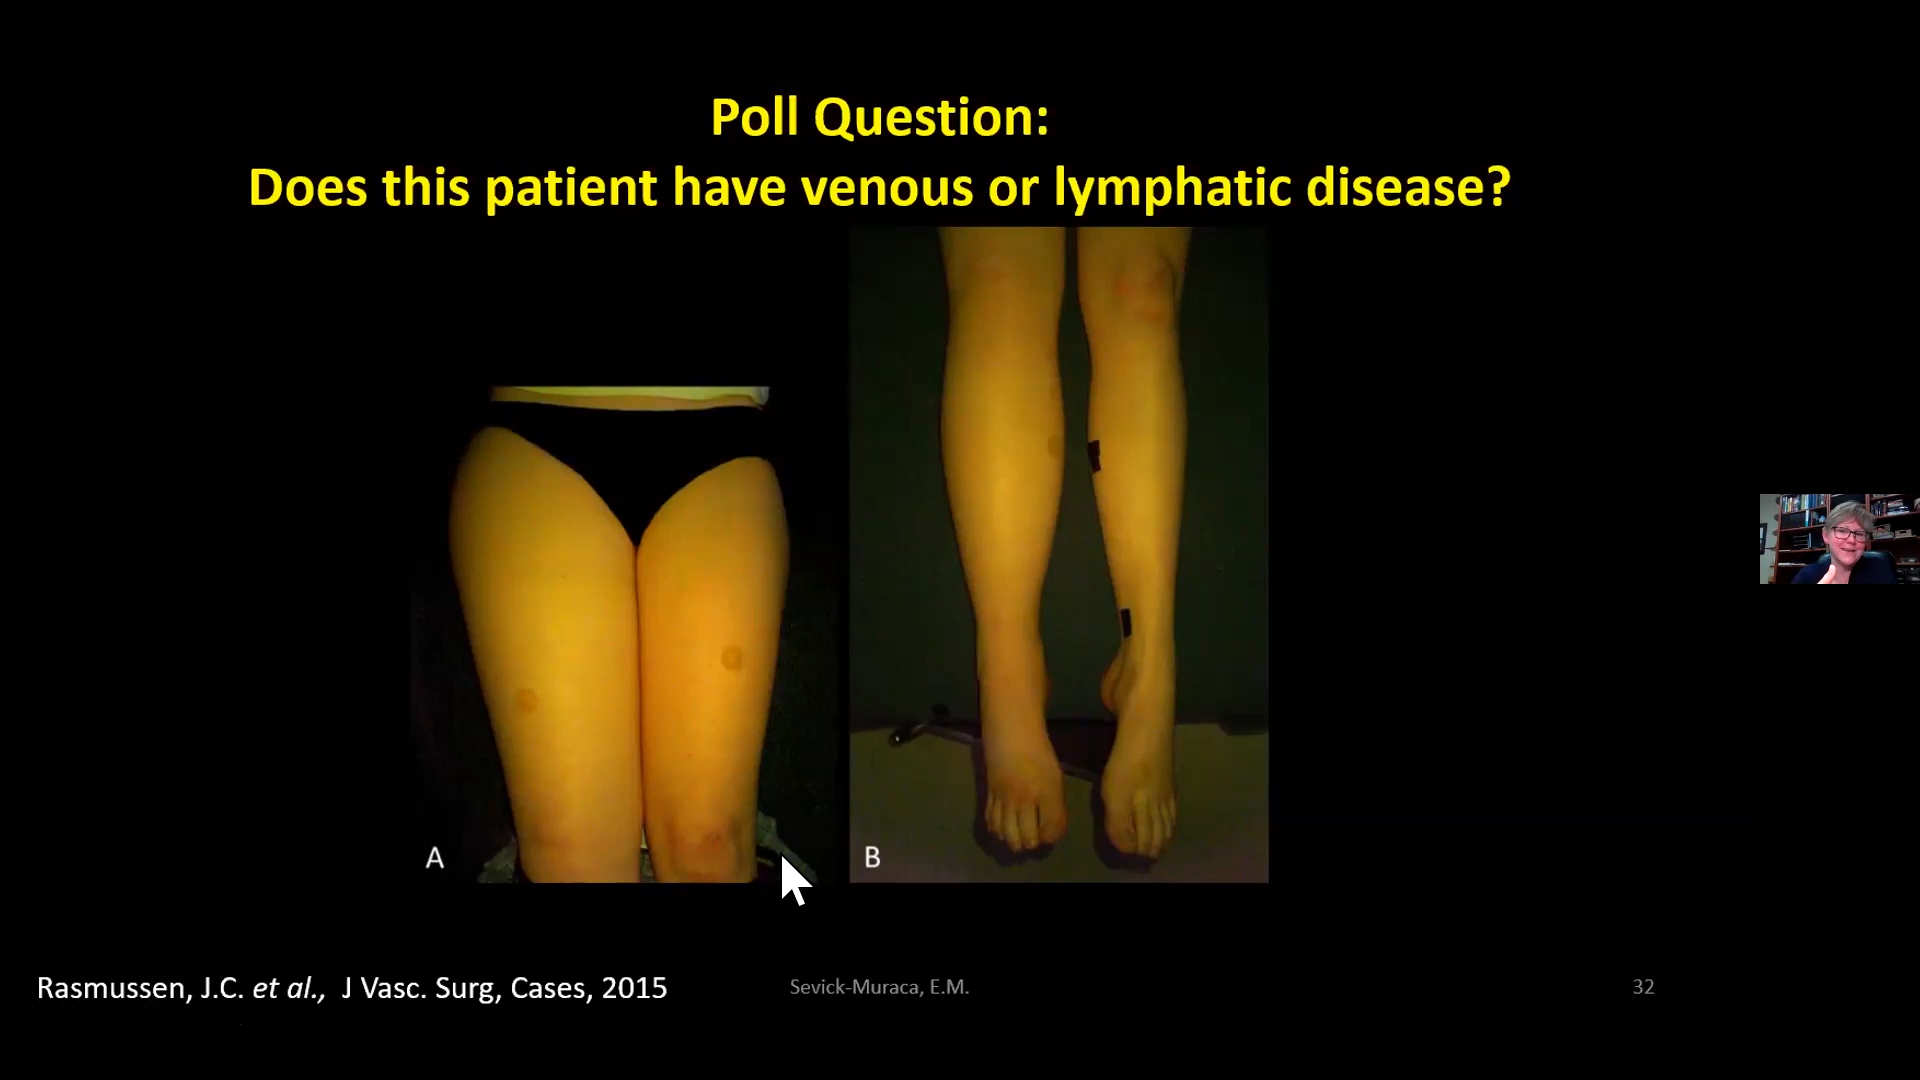 Poll Question:
Does this patient have venous or lymphatic disease?
A
B
Rasmussen, J.C. et al., J Vasc. Surg, Cases, 2015
Sevick-Muraca, E.M.
32